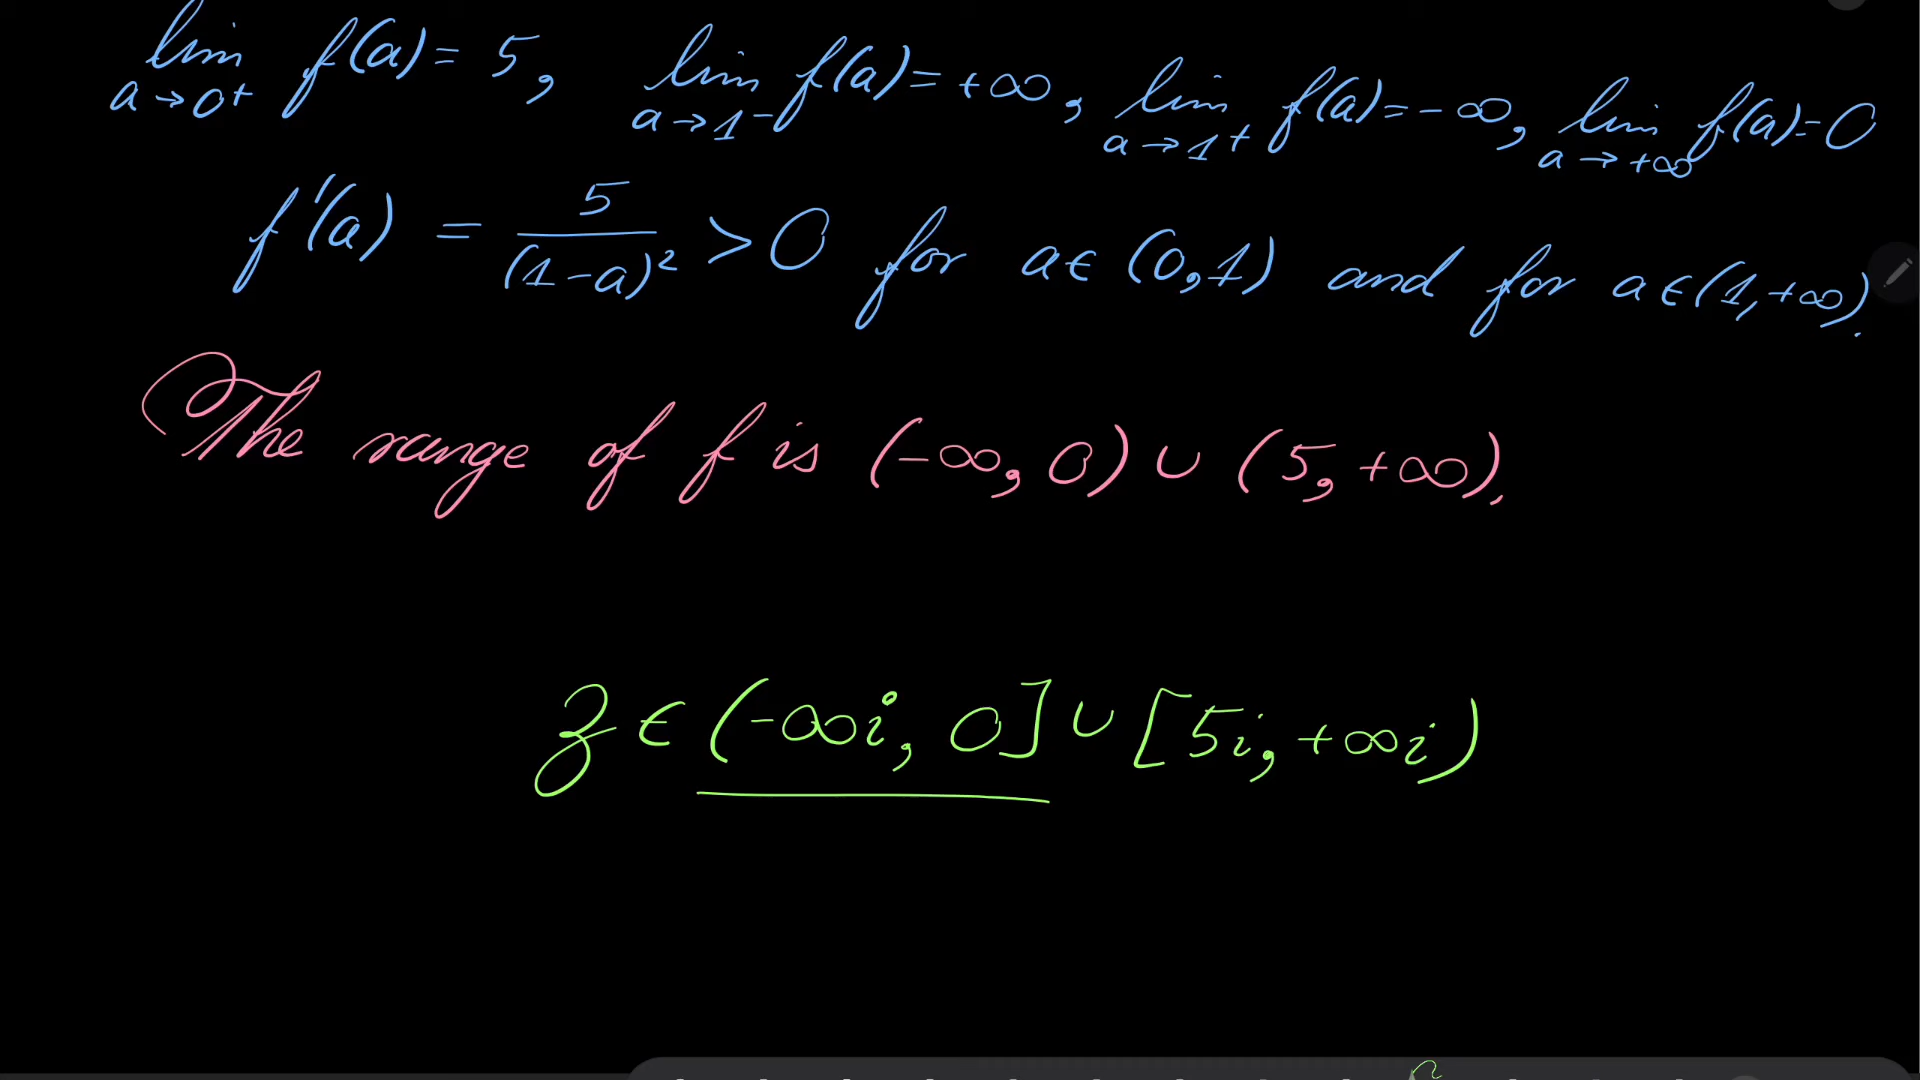 lim f(a) = 5, lim f(a) = +∞, lim f(a) = -∞, lim f(a) = 0
a→0+ a→1- a→1+ a→+∞
f'(a) = 5/(1-a)² > 0 for a∈(0,1) and for a∈(1,+∞).
The range of f is (-∞, 0) ∪ (5, +∞).
z ∈ (-∞i, 0] ∪ [5i, +∞i)